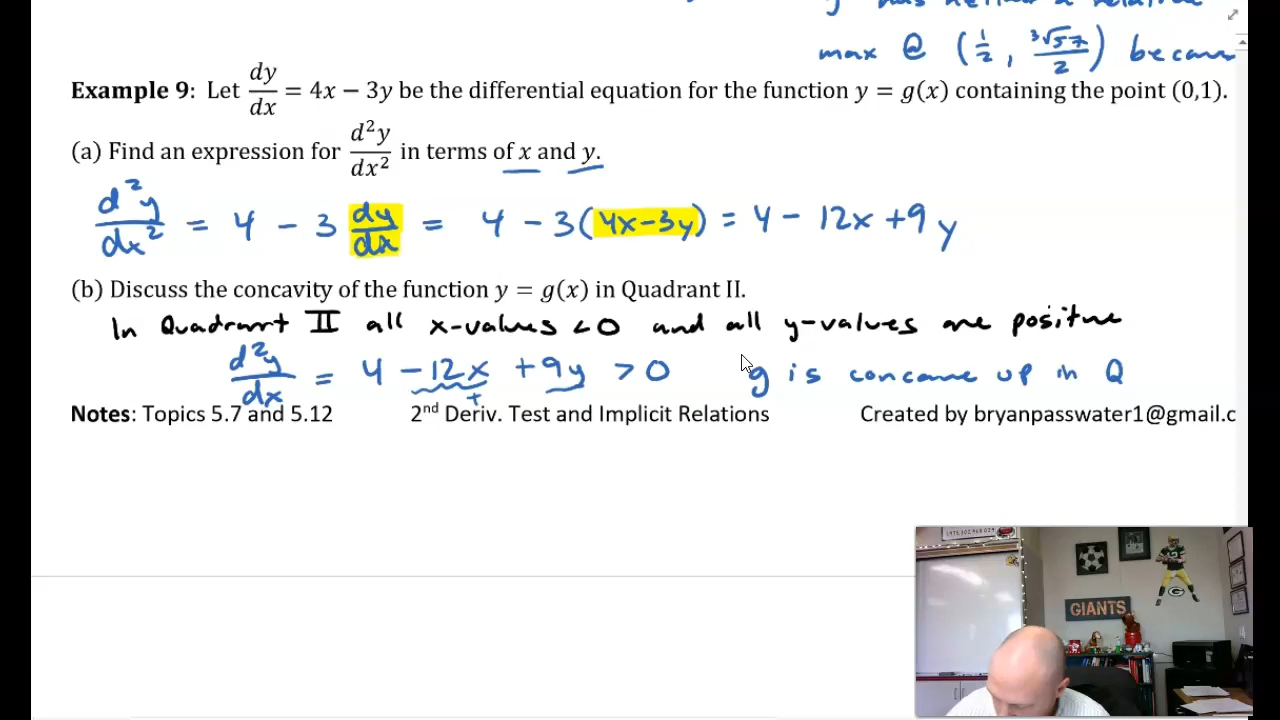 max @ (1/2, ³√57/2) becau
Example 9: Let dy/dx = 4x − 3y be the differential equation for the function y = g(x) containing the point (0,1).
(a) Find an expression for d²y/dx² in terms of x and y.
d²y/dx² = 4 − 3 dy/dx = 4 − 3(4x−3y) = 4 − 12x + 9y
(b) Discuss the concavity of the function y = g(x) in Quadrant II.
In Quadrant II all x-values < 0 and all y-values are positive
d²y/dx = 4 − 12x + 9y > 0 g is concave up in Q
+
Notes: Topics 5.7 and 5.12 2nd Deriv. Test and Implicit Relations Created by bryanpasswater1@gmail.c
GIANTS
G